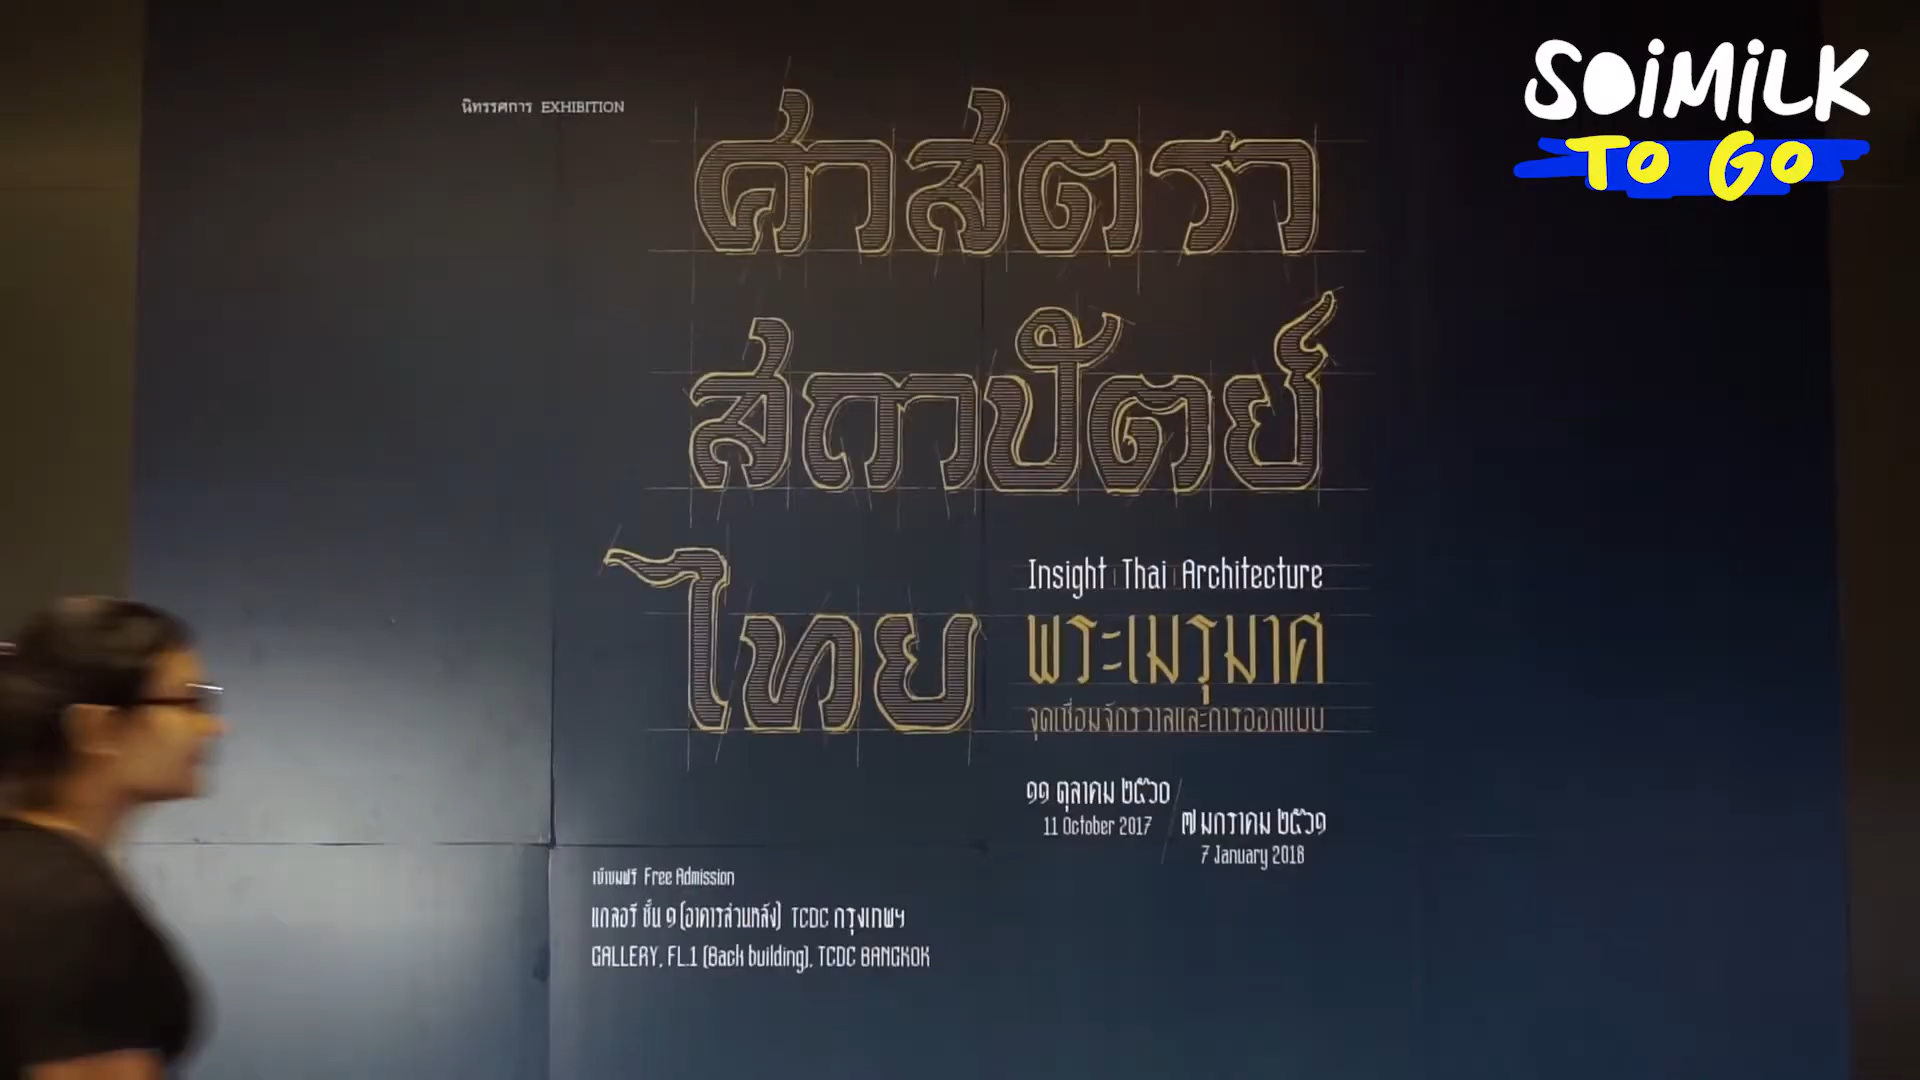 SOiMiLK
TO GO
นิทรรศการ EXHIBITION
ศาสตรา
สถาปัตย์
ไทย
Insight Thai Architecture
พระเมรุมาศ
จุดเชื่อมจักรวาลและการออกแบบ
๑๑ ตุลาคม ๒๕๖๐
11 October 2017
๗ มกราคม ๒๕๖๑
7 January 2018
เข้าชมฟรี Free Admission
แกลอรี ชั้น ๑ (อาคารส่วนหลัง) TCDC กรุงเทพฯ
GALLERY, FL.1 (Back building), TCDC BANGKOK